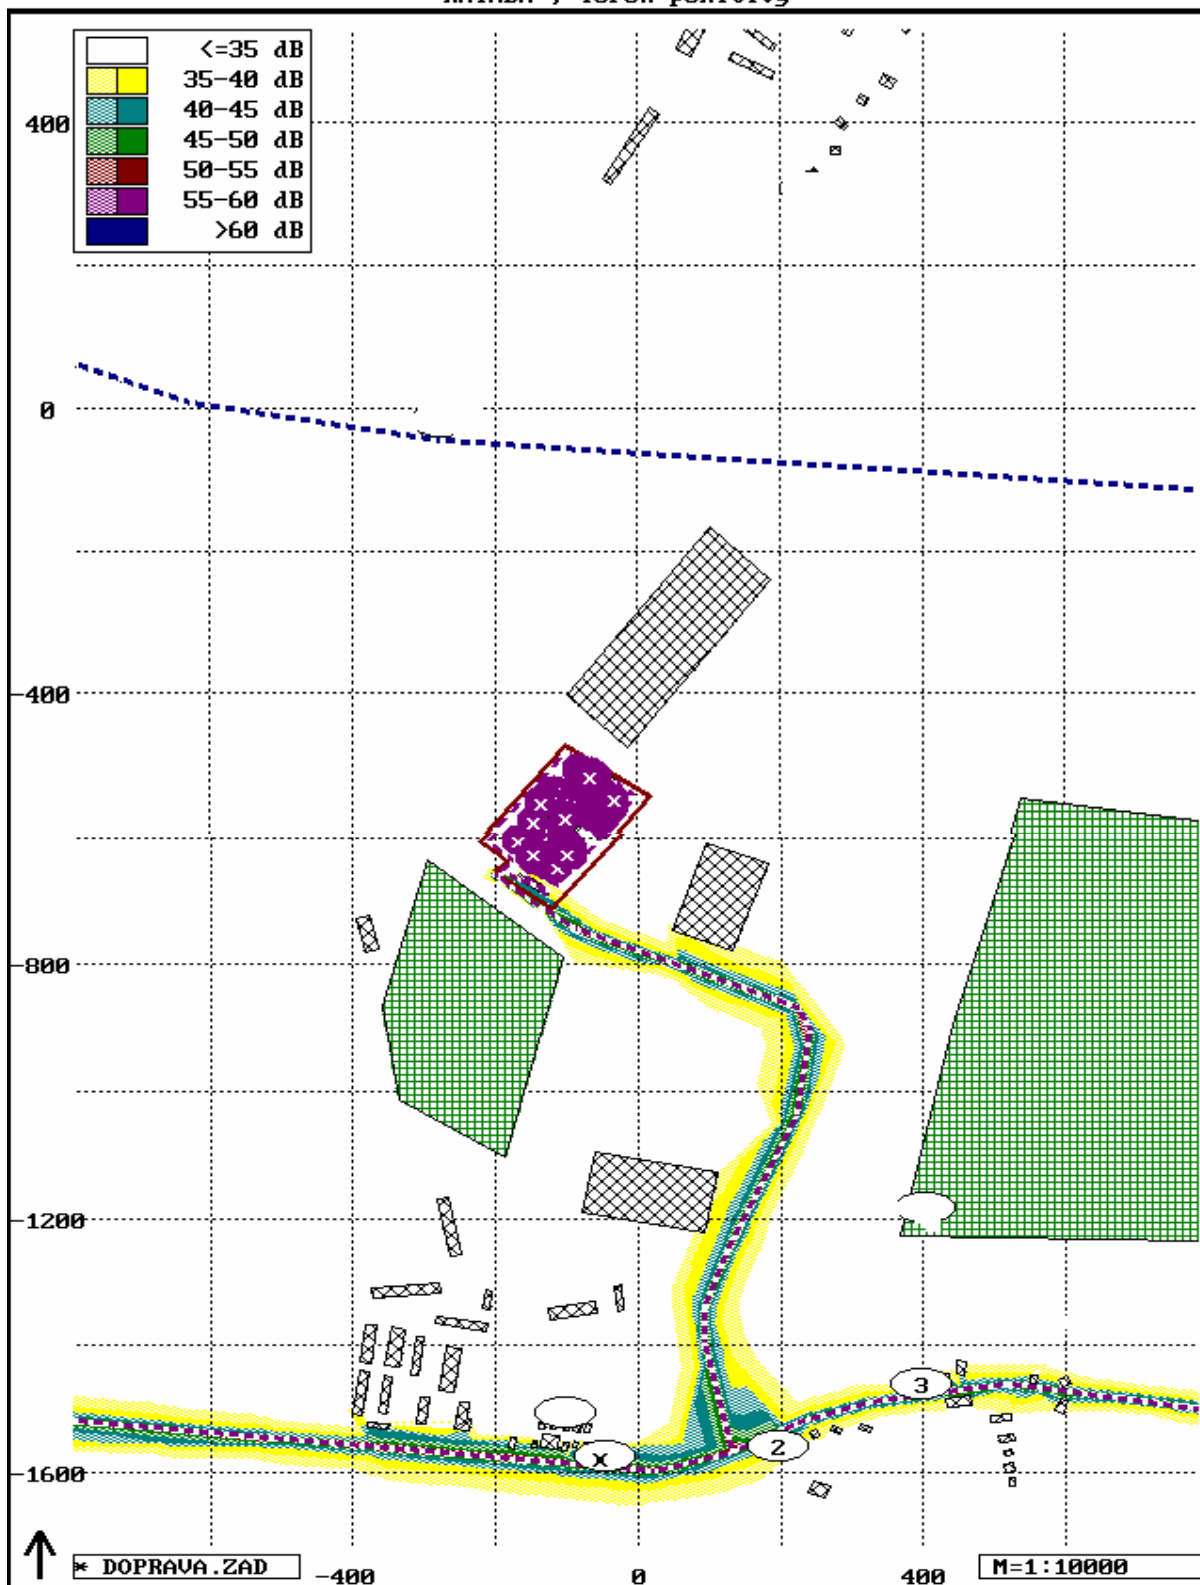 <=35 dB
35-40 dB
40-45 dB
45-50 dB
50-55 dB
55-60 dB
>60 dB
400
0
-400
-800
-1200
3
2
x
-1600
* DOPRAVA.ZAD
M=1:10000
-400 0 400